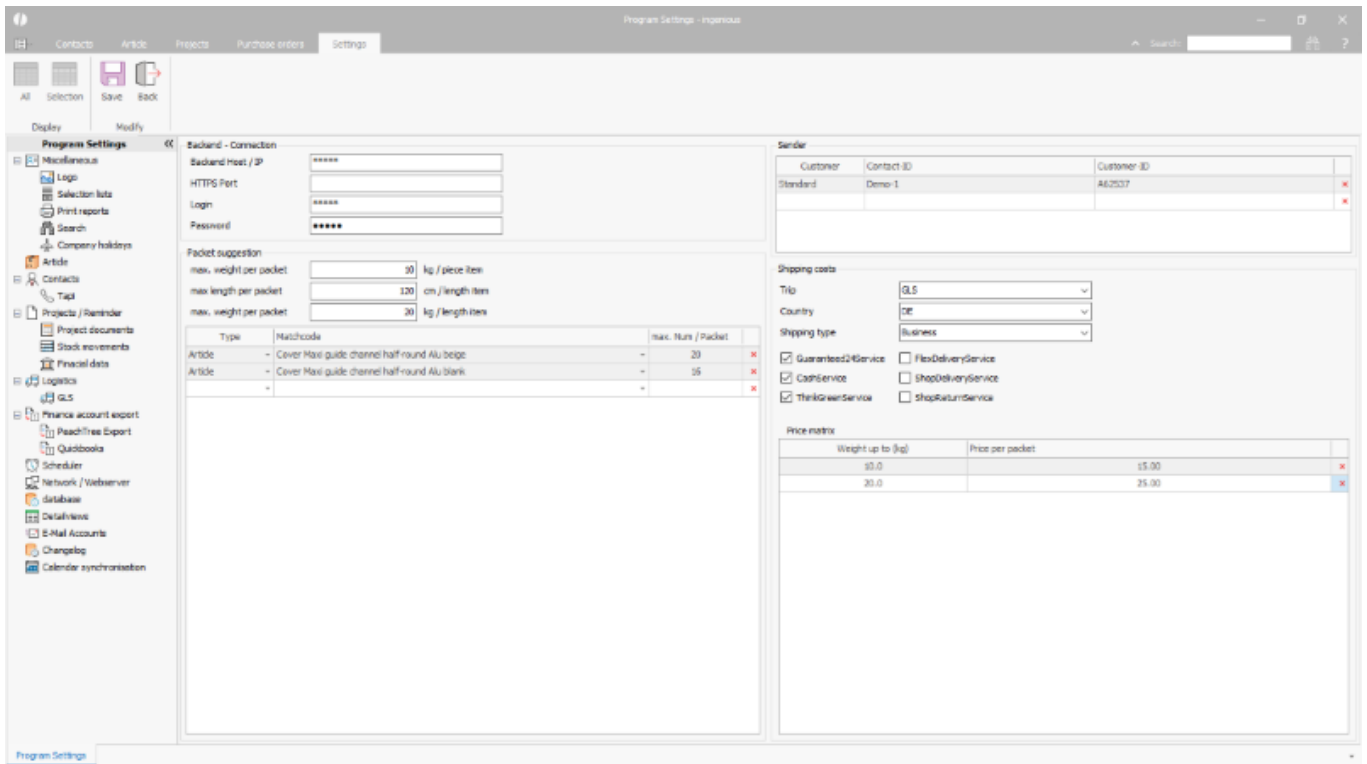 Program Settings - ingenious
Contacts Article Projects Purchase orders Settings Search: ?
All Selection Save Back
Display Modify
Program Settings
Miscellaneous
Logo
Selection lists
Print reports
Search
Company holidays
Article
Contacts
Tapi
Projects / Reminder
Project documents
Stock movements
Finaciel data
Logistics
GLS
Finance account export
PeachTree Export
Quickbooks
Scheduler
Network / Webserver
database
Detailviews
E-Mail Accounts
Changelog
Calendar synchronisation
Backend - Connection
Backend Host / IP *****
HTTPS Port
Login *****
Password ●●●●●
Packet suggestion
max. weight per packet 10 kg / piece item
max length per packet 120 cm / length item
max. weight per packet 20 kg / length item
Type Matchcode max. Num / Packet
Article Cover Maxi guide channel half-round Alu beige 20
Article Cover Maxi guide channel half-round Alu blank 16
Sender
Customer Contact-ID Customer-ID
Standard Demo-1 A62537
Shipping costs
Trip GLS
Country DE
Shipping type Business
Guaranteed24Service FlexDeliveryService
CashService ShopDeliveryService
ThinkGreenService ShopReturnService
Price matrix
Weight up to (kg) Price per packet
10.0 15.00
20.0 25.00
Program Settings